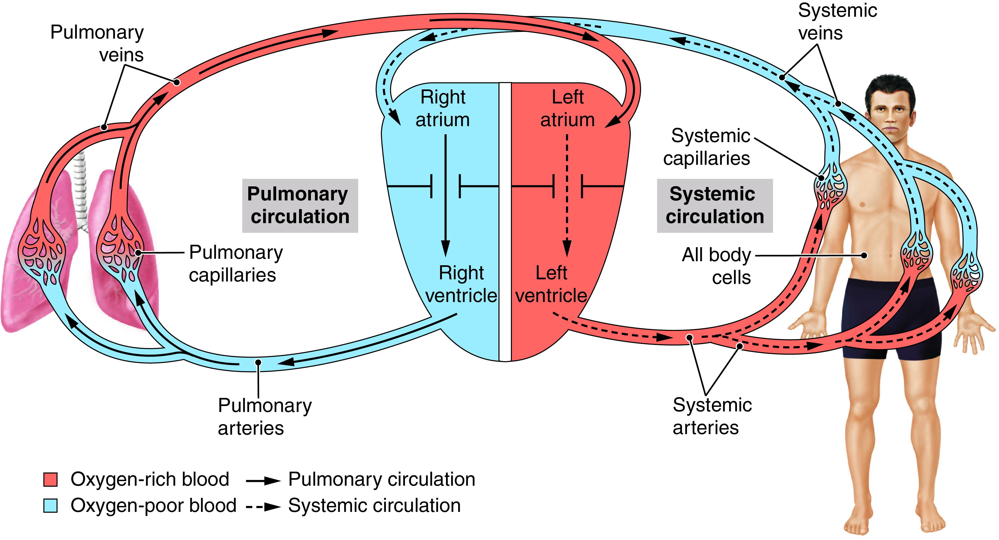 Systemic
veins
Pulmonary
veins
Right
atrium
Left
atrium
Systemic
capillaries
Pulmonary
circulation
Systemic
circulation
Pulmonary
capillaries
All body
cells
Right
ventricle
Left
ventricle
Pulmonary
arteries
Systemic
arteries
Oxygen-rich blood
Pulmonary circulation
Oxygen-poor blood
Systemic circulation